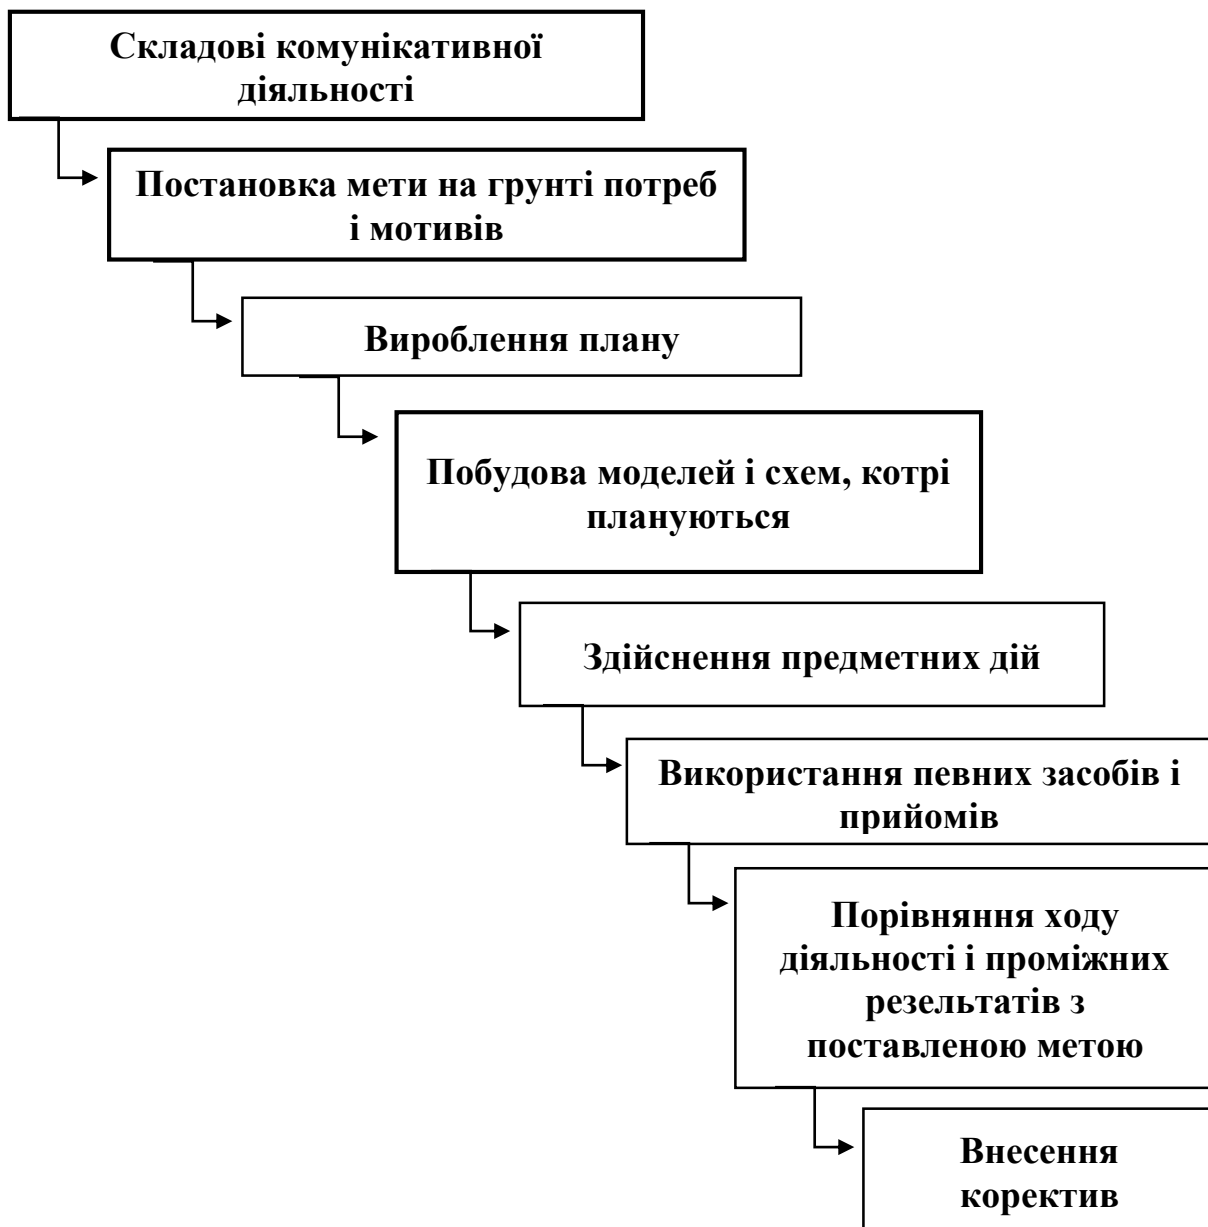 Складові комунікативної
діяльності
Постановка мети на грунті потреб
і мотивів
Вироблення плану
Побудова моделей і схем, котрі
плануються
Здійснення предметних дій
Використання певних засобів і
прийомів
Порівняння ходу
діяльності і проміжних
резельтатів з
поставленою метою
Внесення
коректив